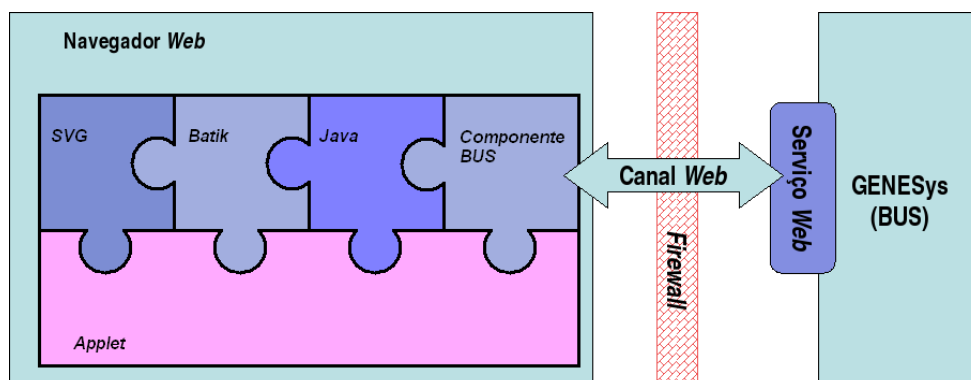 Navegador Web
SVG
Batik
Java
Componente
BUS
Applet
Canal Web
Firewall
Serviço Web
GENESys
(BUS)